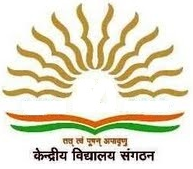 तत् त्वं पूषन् अपावृणु
केन्द्रीय विद्यालय संगठन